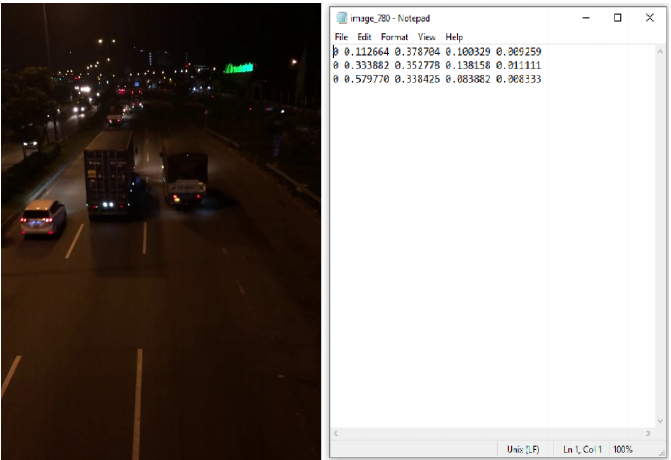 image_780 - Notepad
File Edit Format View Help
0 0.112664 0.378704 0.100329 0.009259
0 0.333882 0.352778 0.138158 0.011111
0 0.579770 0.338426 0.083882 0.008333
Unix (LF) Ln 1, Col 1 100%